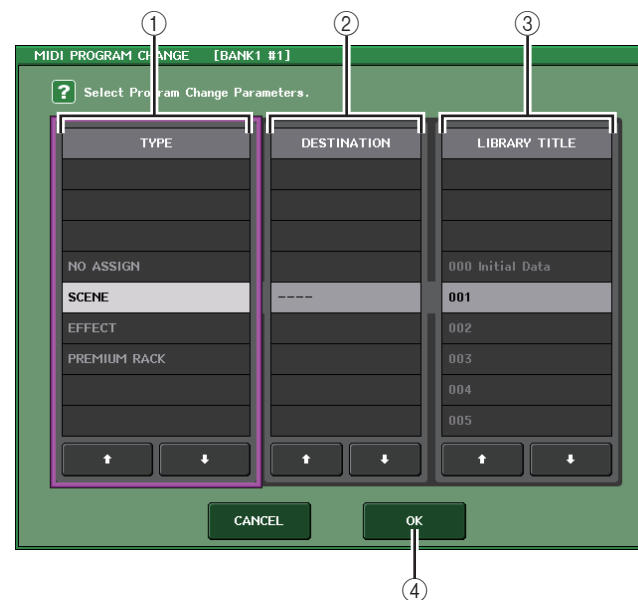 ① ② ③
MIDI PROGRAM CHANGE [BANK1 #1]
? Select Program Change Parameters.
TYPE DESTINATION LIBRARY TITLE
NO ASSIGN 000 Initial Data
SCENE ---- 001
EFFECT 002
PREMIUM RACK 003
004
005
CANCEL OK
④